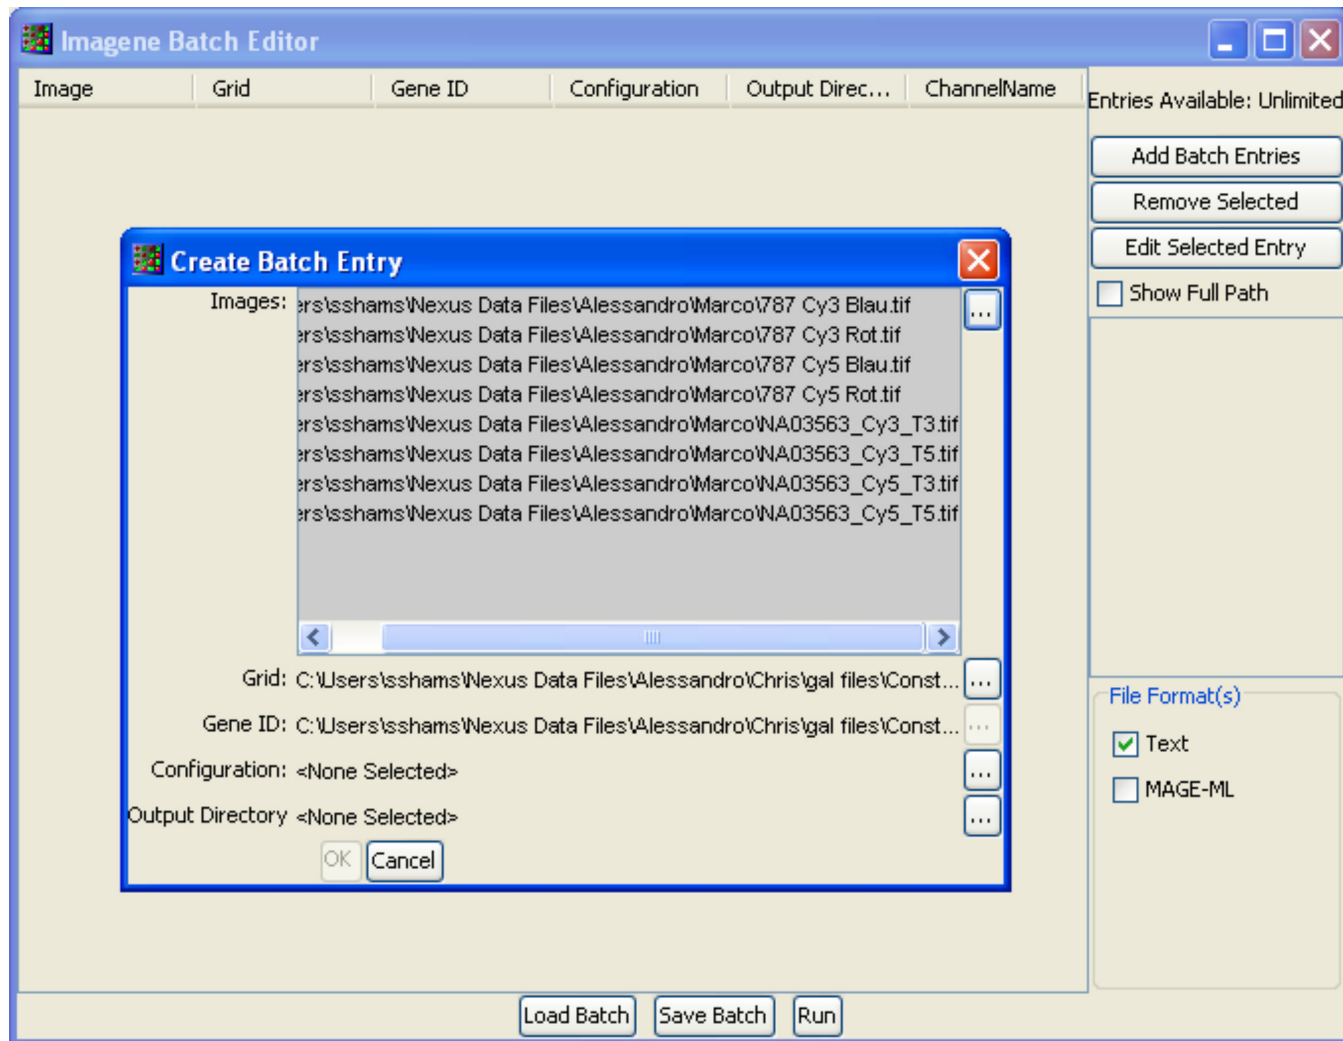 Imagene Batch Editor
Image Grid Gene ID Configuration Output Direc... ChannelName
Entries Available: Unlimited
Add Batch Entries
Remove Selected
Edit Selected Entry
Show Full Path
Create Batch Entry
Images: ers\sshams\Nexus Data Files\Alessandro\Marco\787 Cy3 Blau.tif
...
ers\sshams\Nexus Data Files\Alessandro\Marco\787 Cy3 Rot.tif
ers\sshams\Nexus Data Files\Alessandro\Marco\787 Cy5 Blau.tif
ers\sshams\Nexus Data Files\Alessandro\Marco\787 Cy5 Rot.tif
ers\sshams\Nexus Data Files\Alessandro\Marco\NA03563_Cy3_T3.tif
ers\sshams\Nexus Data Files\Alessandro\Marco\NA03563_Cy3_T5.tif
ers\sshams\Nexus Data Files\Alessandro\Marco\NA03563_Cy5_T3.tif
ers\sshams\Nexus Data Files\Alessandro\Marco\NA03563_Cy5_T5.tif
Grid: C:\Users\sshams\Nexus Data Files\Alessandro\Chris\gal files\Const... ...
Gene ID: C:\Users\sshams\Nexus Data Files\Alessandro\Chris\gal files\Const... ...
Configuration: <None Selected> ...
Output Directory <None Selected> ...
OK Cancel
File Format(s)
Text
MAGE-ML
Load Batch Save Batch Run